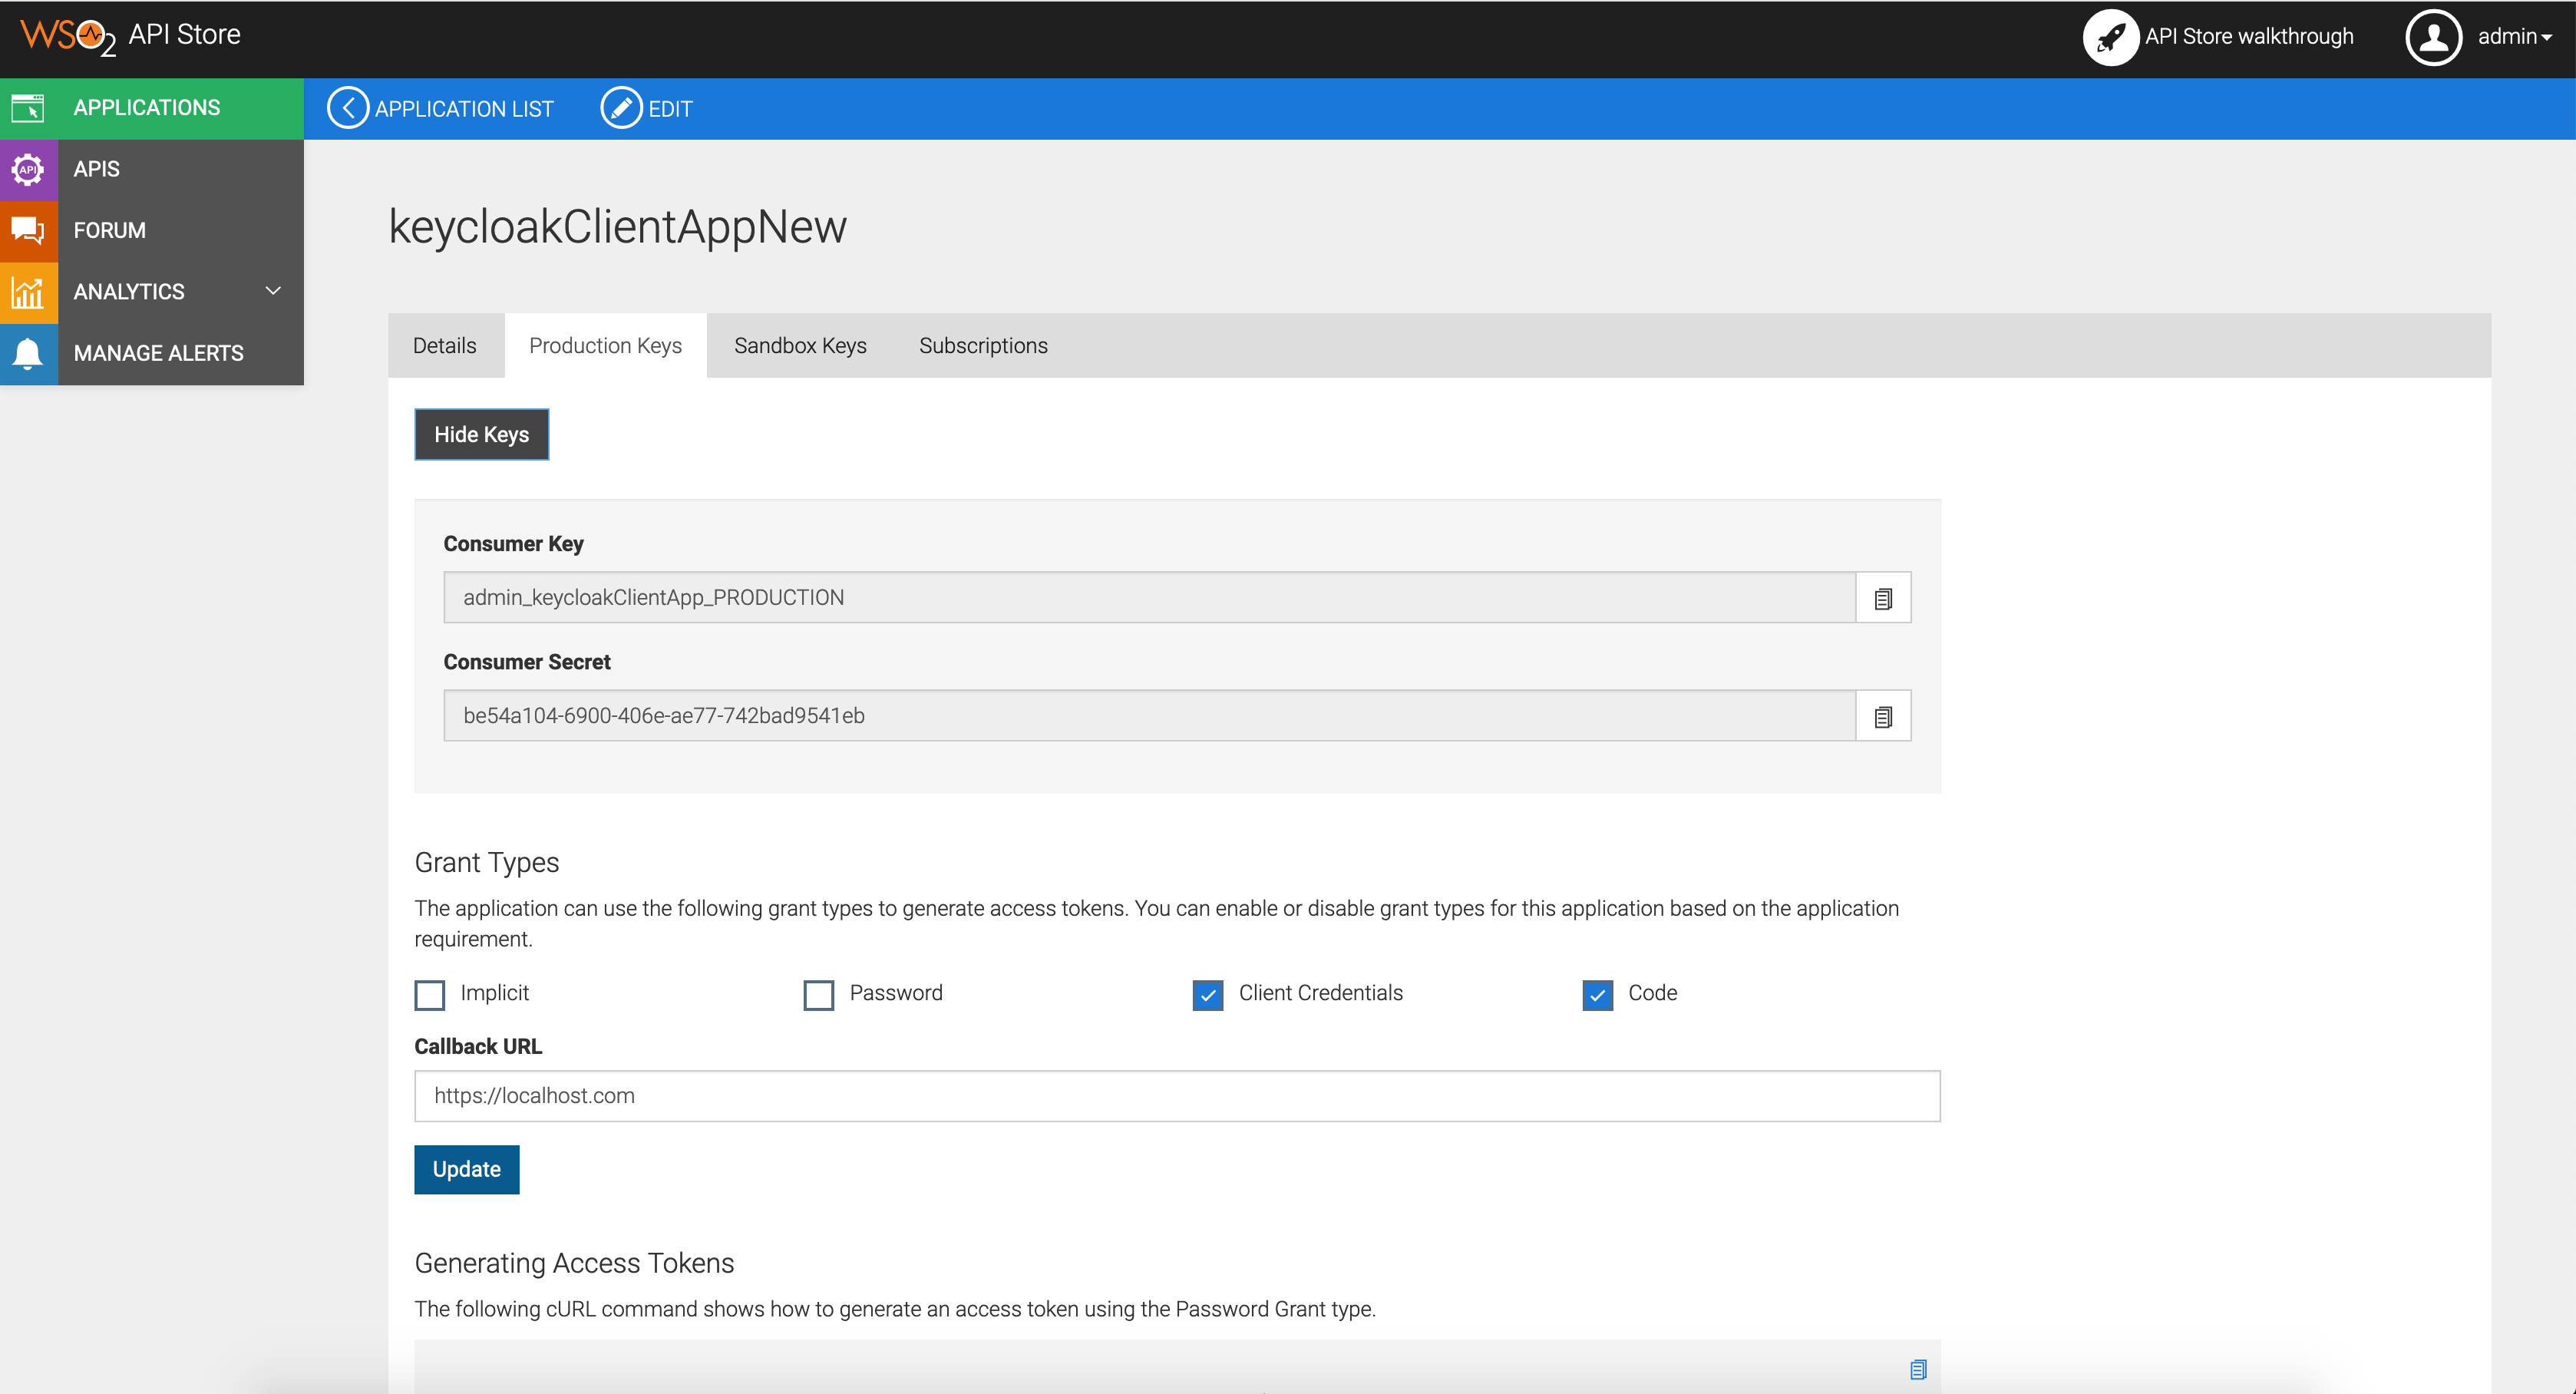 WSO2 API Store
API Store walkthrough
admin
APPLICATIONS
APPLICATION LIST
EDIT
API
APIS
FORUM
ANALYTICS
MANAGE ALERTS
keycloakClientAppNew
Details
Production Keys
Sandbox Keys
Subscriptions
Hide Keys
Consumer Key
admin_keycloakClientApp_PRODUCTION
Consumer Secret
be54a104-6900-406e-ae77-742bad9541eb
Grant Types
The application can use the following grant types to generate access tokens. You can enable or disable grant types for this application based on the application
requirement.
Implicit
Password
Client Credentials
Code
Callback URL
https://localhost.com
Update
Generating Access Tokens
The following cURL command shows how to generate an access token using the Password Grant type.